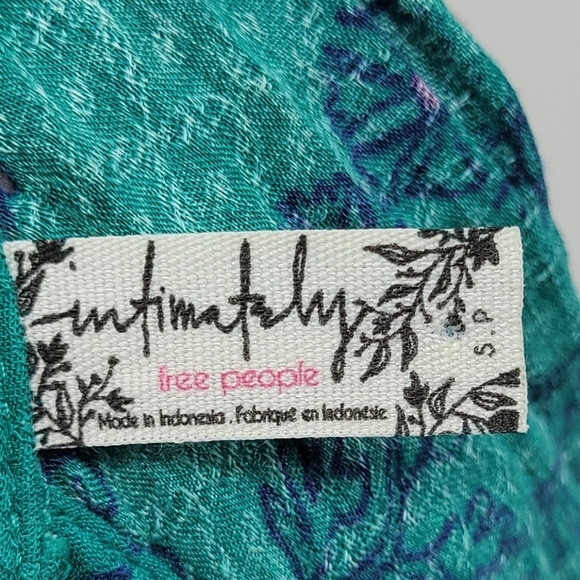 intimately
free people
Made in Indonesia . Fabriqué en Indonésie
S.P